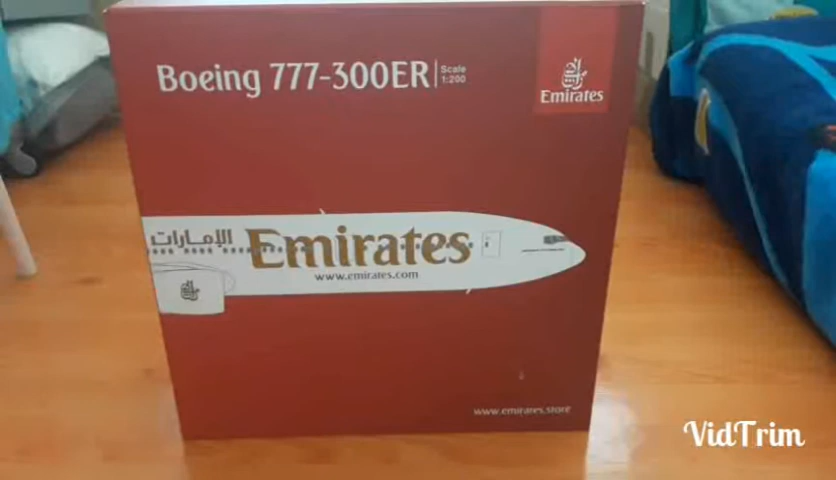 Boeing 777-300ER
Scale
1:200
Emirates
الإمارات
Emirates
www.emirates.com
www.emirates.store
VidTrim